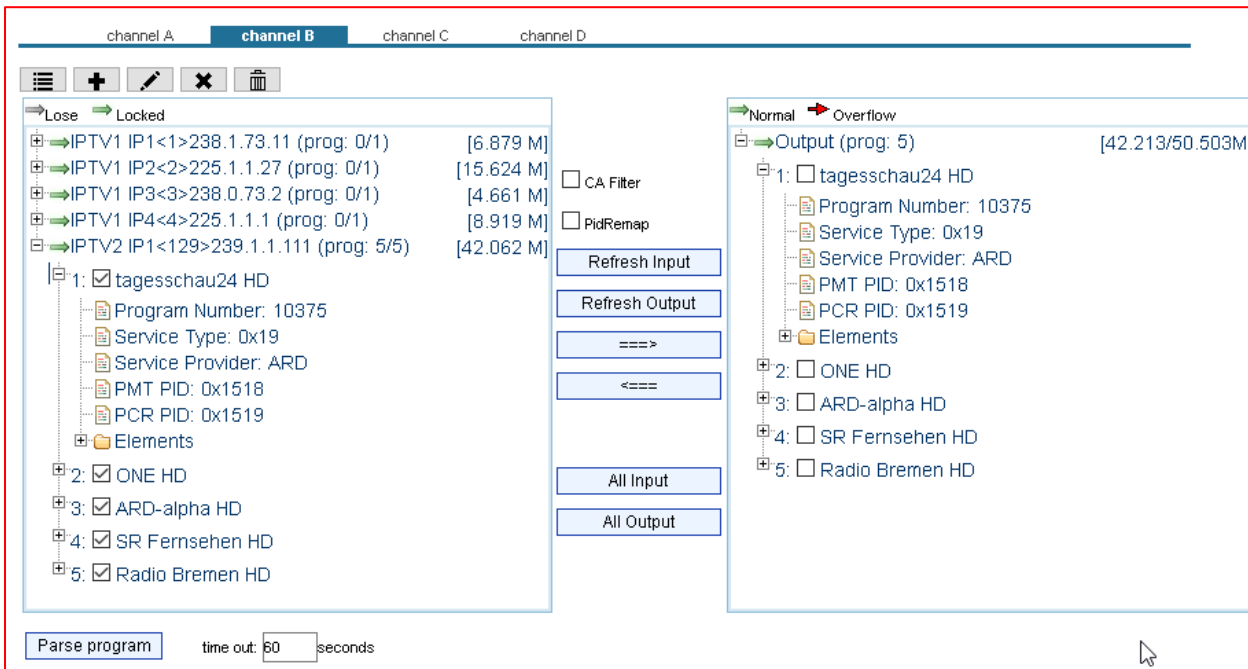 channel A channel B channel C channel D
Lose Locked
IPTV1 IP1<1>238.1.73.11 (prog: 0/1) [6.879 M]
IPTV1 IP2<2>225.1.1.27 (prog: 0/1) [15.624 M]
IPTV1 IP3<3>238.0.73.2 (prog: 0/1) [4.661 M]
IPTV1 IP4<4>225.1.1.1 (prog: 0/1) [8.919 M]
IPTV2 IP1<129>239.1.1.111 (prog: 5/5) [42.062 M]
1: tagesschau24 HD
Program Number: 10375
Service Type: 0x19
Service Provider: ARD
PMT PID: 0x1518
PCR PID: 0x1519
Elements
2: ONE HD
3: ARD-alpha HD
4: SR Fernsehen HD
5: Radio Bremen HD
CA Filter
PidRemap
Refresh Input
Refresh Output
===>
<===
All Input
All Output
Normal Overflow
Output (prog: 5) [42.213/50.503M
1: tagesschau24 HD
Program Number: 10375
Service Type: 0x19
Service Provider: ARD
PMT PID: 0x1518
PCR PID: 0x1519
Elements
2: ONE HD
3: ARD-alpha HD
4: SR Fernsehen HD
5: Radio Bremen HD
Parse program time out: 60 seconds